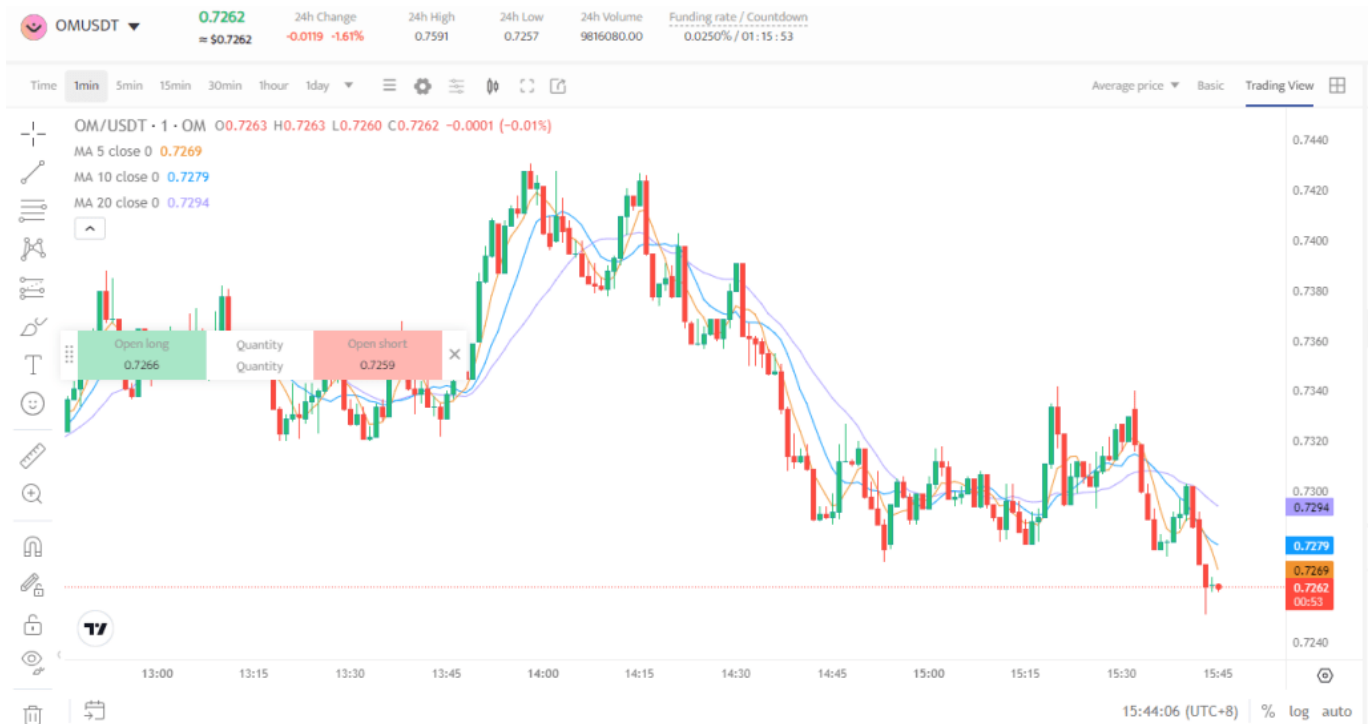 OMUSDT
0.7262
≈ $0.7262
24h Change
-0.0119 -1.61%
24h High
0.7591
24h Low
0.7257
24h Volume
9816080.00
Funding rate / Countdown
0.0250% / 01 : 15 : 53
Time 1min 5min 15min 30min 1hour 1day
Average price Basic Trading View
OM/USDT · 1 · OM O0.7263 H0.7263 L0.7260 C0.7262 -0.0001 (-0.01%)
MA 5 close 0 0.7269
MA 10 close 0 0.7279
MA 20 close 0 0.7294
Open long
0.7266
Quantity
Quantity
Open short
0.7259
0.7440
0.7420
0.7400
0.7380
0.7360
0.7340
0.7320
0.7300
0.7294
0.7279
0.7269
0.7262
00:53
0.7240
13:00 13:15 13:30 13:45 14:00 14:15 14:30 14:45 15:00 15:15 15:30 15:45
15:44:06 (UTC+8) % log auto